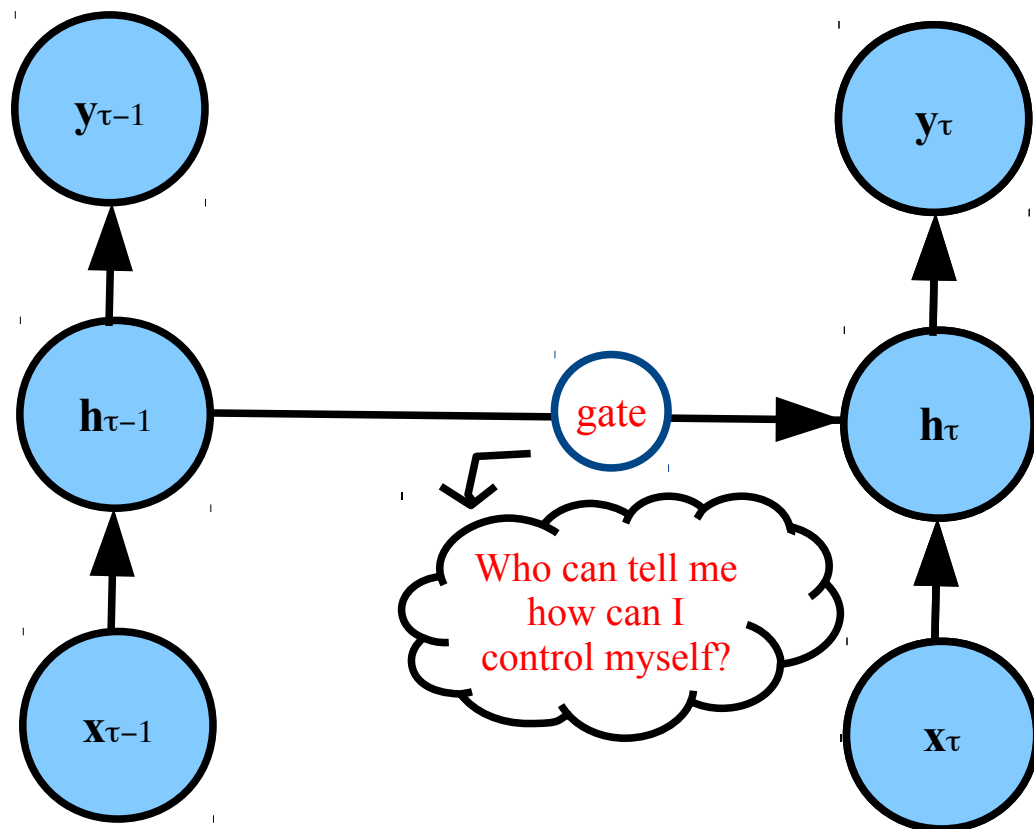 yτ−1
yτ
hτ−1
gate
hτ
Who can tell me
how can I
control myself?
xτ−1
xτ